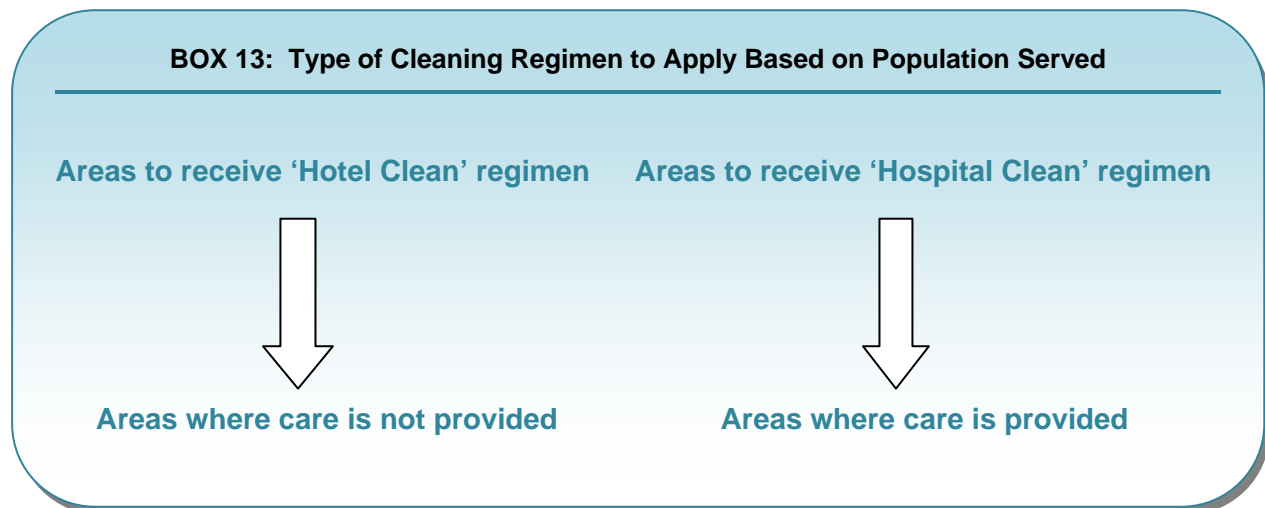 BOX 13:  Type of Cleaning Regimen to Apply Based on Population Served
Areas to receive ‘Hotel Clean’ regimen
Areas to receive ‘Hospital Clean’ regimen
Areas where care is not provided
Areas where care is provided